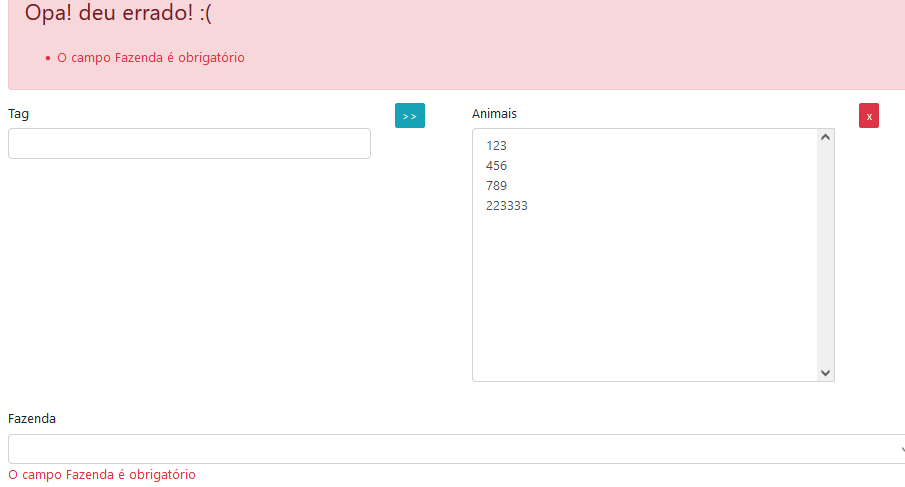 Opa! deu errado! :(
• O campo Fazenda é obrigatório
Tag
>>
Animais
x
123
456
789
223333
Fazenda
O campo Fazenda é obrigatório